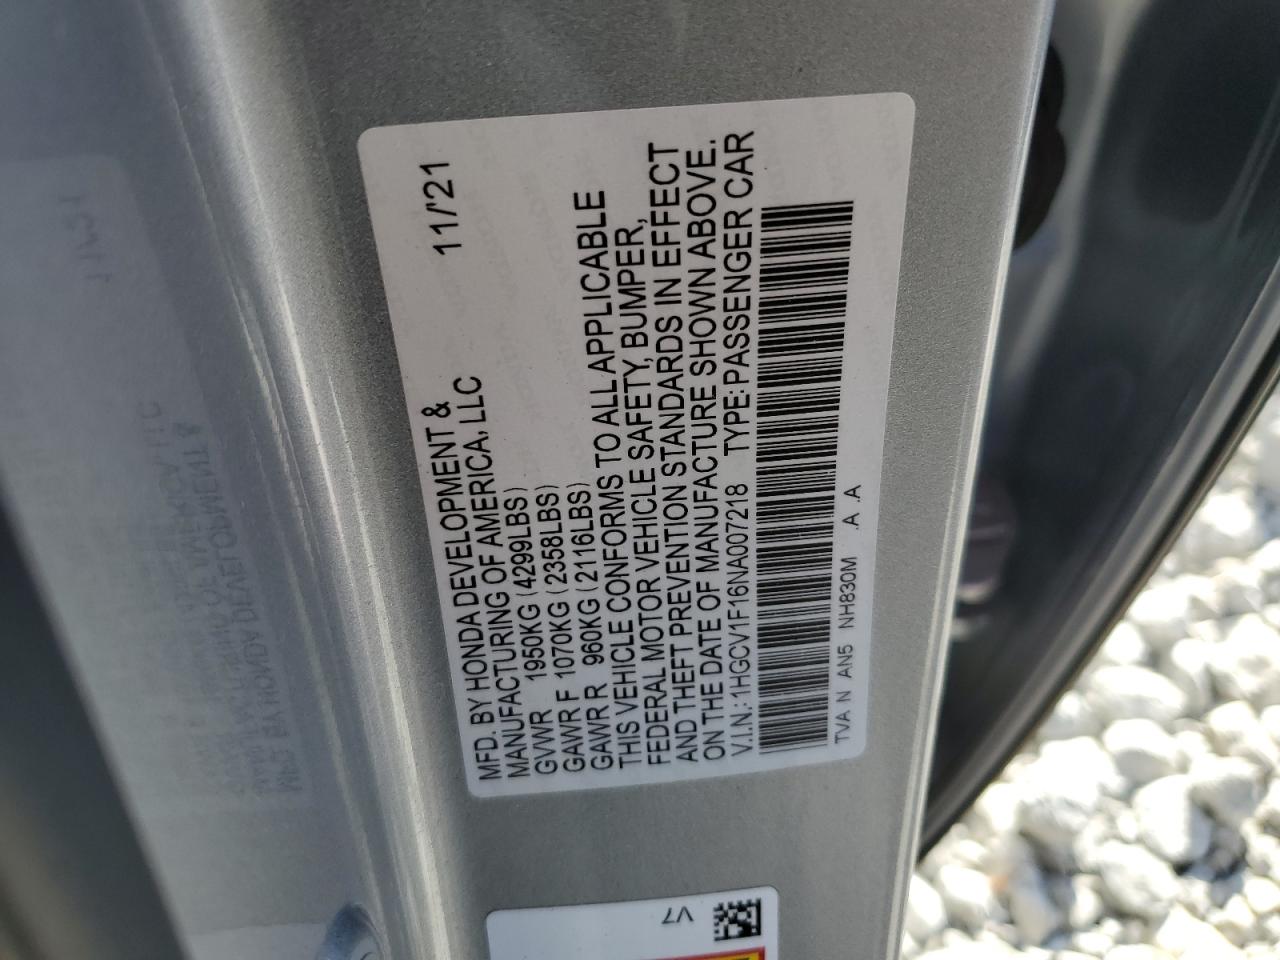 MFD. BY HONDA DEVELOPMENT & 11/'21
MANUFACTURING OF AMERICA, LLC
GVWR 1950KG (4299LBS)
GAWR F 1070KG (2358LBS)
GAWR R 960KG (2116LBS)
THIS VEHICLE CONFORMS TO ALL APPLICABLE
FEDERAL MOTOR VEHICLE SAFETY, BUMPER,
AND THEFT PREVENTION STANDARDS IN EFFECT
ON THE DATE OF MANUFACTURE SHOWN ABOVE.
V.I.N.: 1HGCV1F16NA007218 TYPE: PASSENGER CAR
TVA N AN5 NH830M .A .A
V7